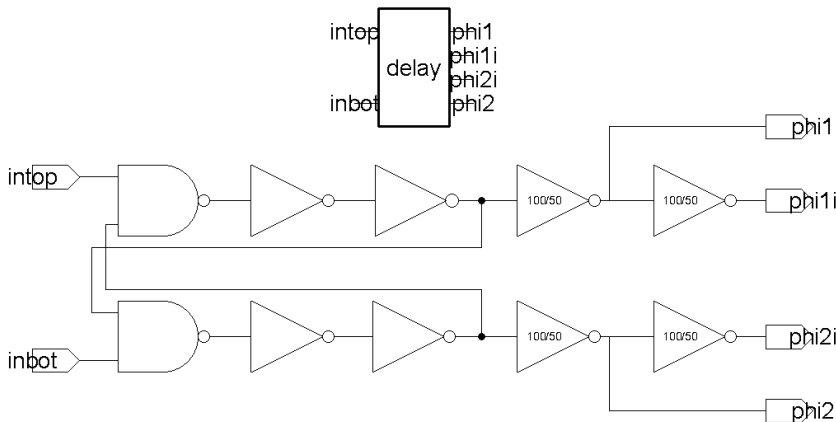 intop phi1
phi1i
delay
phi2i
inbot phi2
phi1
intop 100/50 100/50 phi1i
inbot 100/50 100/50 phi2i
phi2